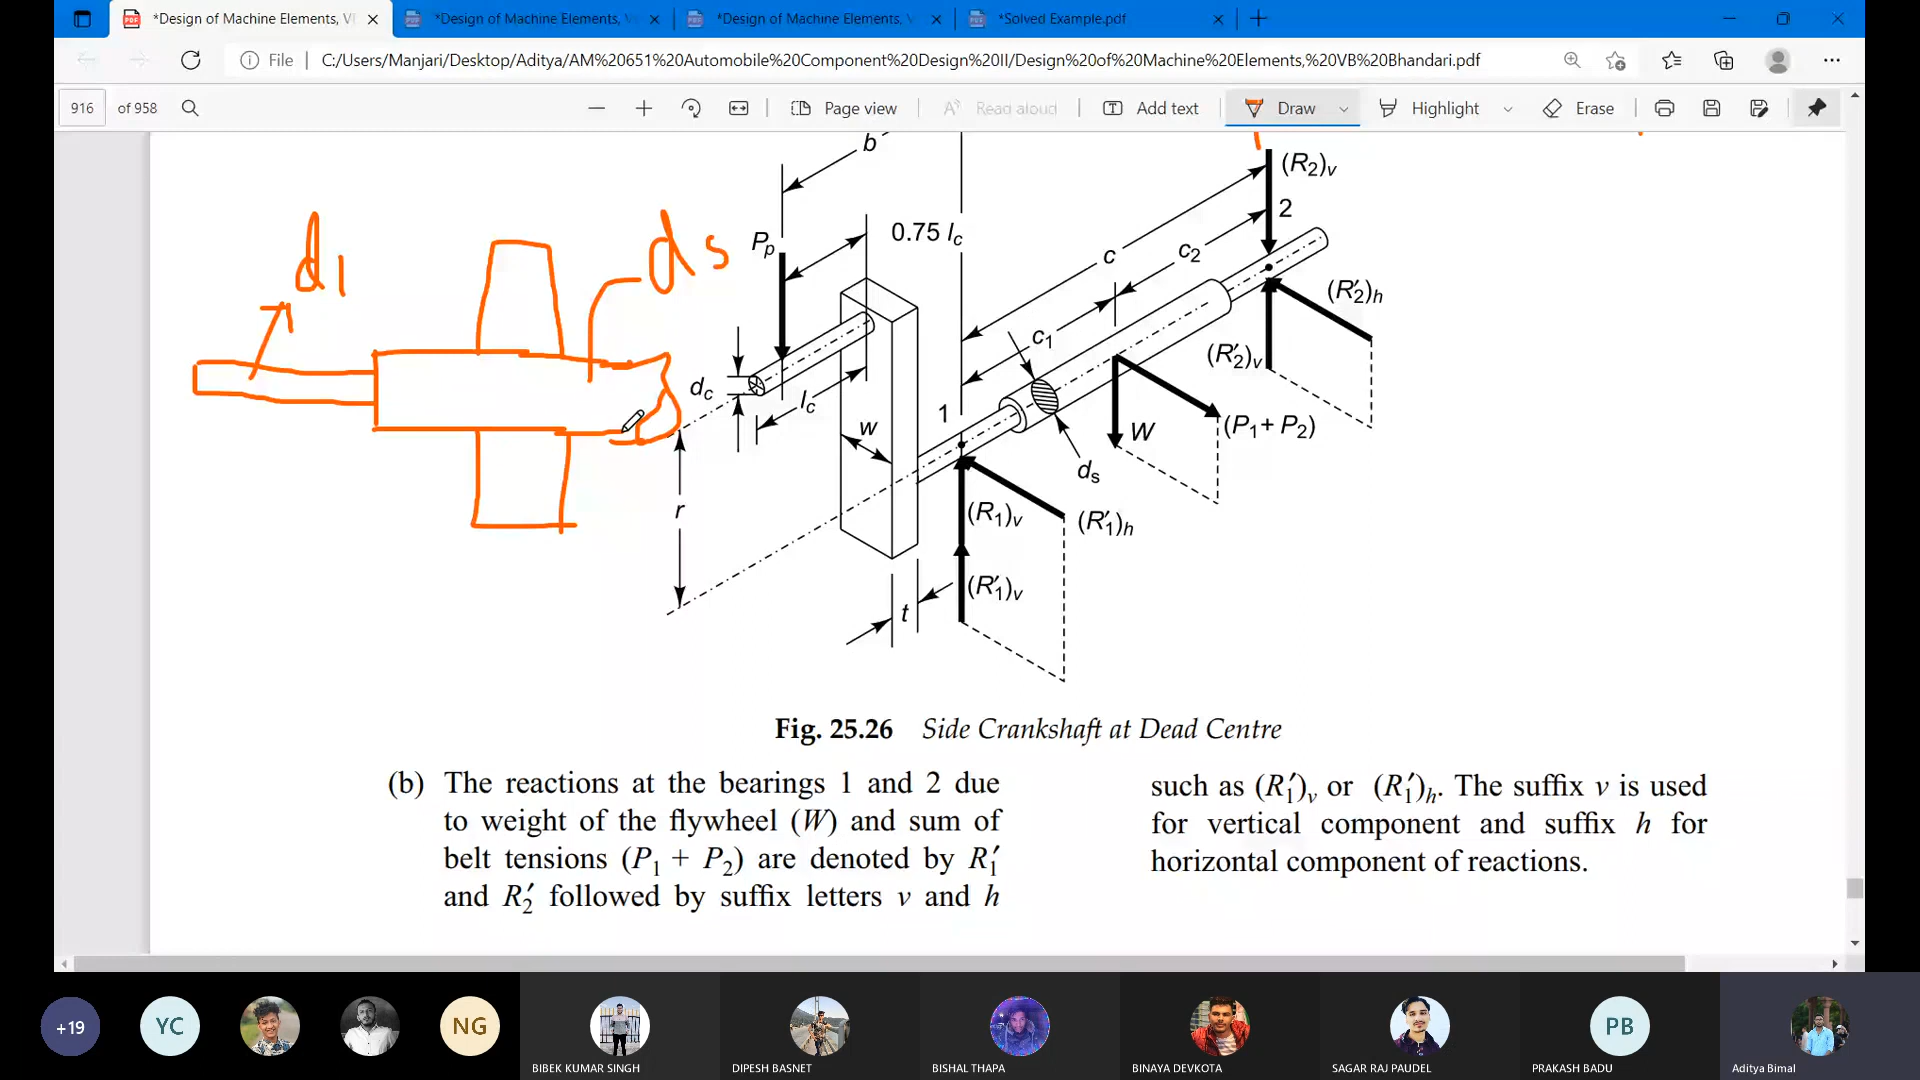 *Design of Machine Elements, V
*Design of Machine Elements, V
*Design of Machine Elements, V
*Solved Example.pdf
File
C:/Users/Manjari/Desktop/Aditya/AM%20651%20Automobile%20Component%20Design%20II/Design%20of%20Machine%20Elements,%20VB%20Bhandari.pdf
916 of 958
Page view
Read aloud
Add text
Draw
Highlight
Erase
b
(R2)v
2
0.75 lc
Pp
d1
ds
c
c2
(R′2)h
c1
(R′2)v
dc
lc
1
w
W
(P1 + P2)
ds
r
(R1)v
(R′1)h
(R′1)v
t
Fig. 25.26 Side Crankshaft at Dead Centre
(b) The reactions at the bearings 1 and 2 due
to weight of the flywheel (W) and sum of
belt tensions (P1 + P2) are denoted by R′1
and R′2 followed by suffix letters v and h
such as (R′1)v or (R′1)h. The suffix v is used
for vertical component and suffix h for
horizontal component of reactions.
+19
YC
NG
PB
BIBEK KUMAR SINGH
DIPESH BASNET
BISHAL THAPA
BINAYA DEVKOTA
SAGAR RAJ PAUDEL
PRAKASH BADU
Aditya Bimal